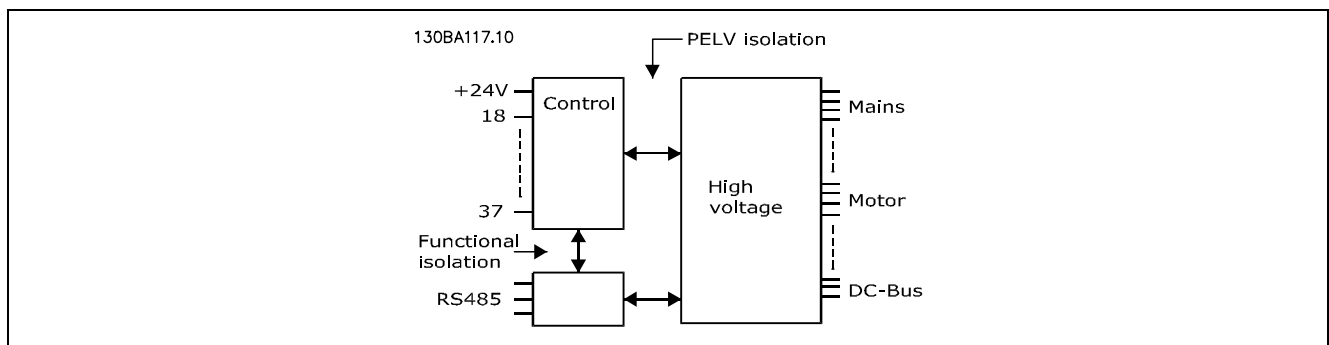 130BA117.10
PELV isolation
+24V
Control
18
37
Functional
isolation
RS485
High
voltage
Mains
Motor
DC-Bus